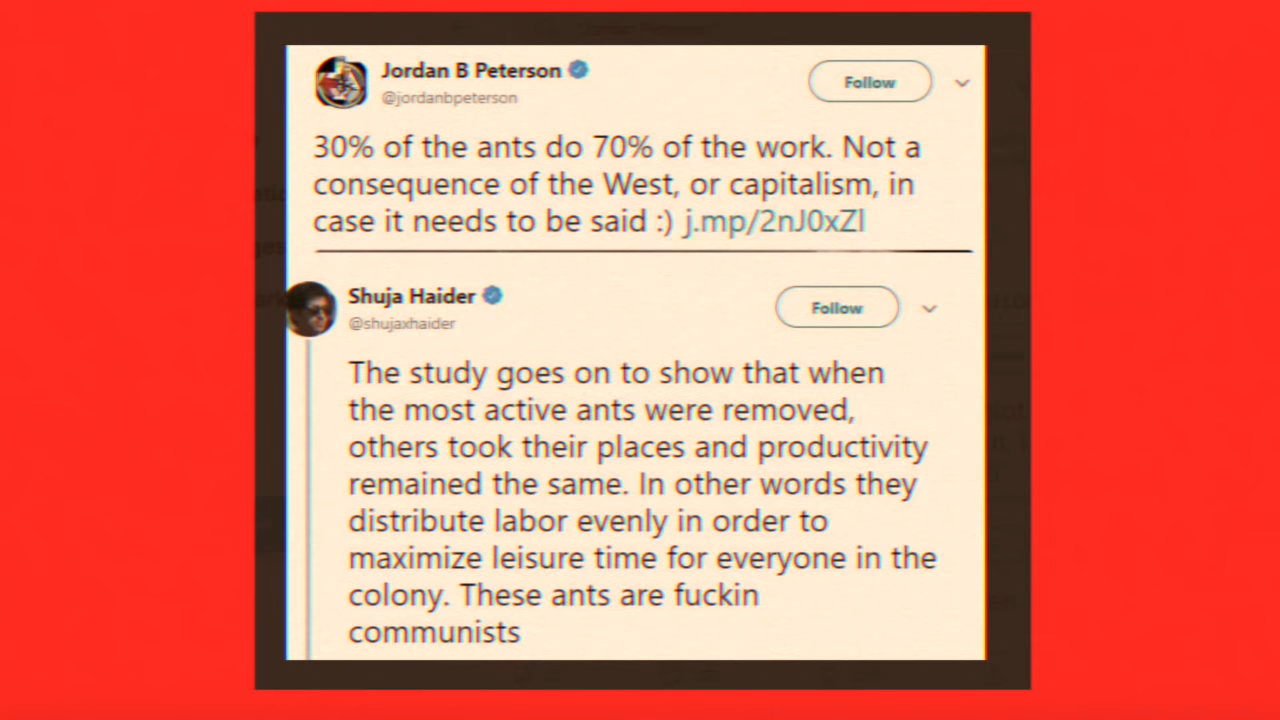 Jordan B Peterson
@jordanbpeterson
Follow
30% of the ants do 70% of the work. Not a
consequence of the West, or capitalism, in
case it needs to be said :) j.mp/2nJ0xZl
Shuja Haider
@shujaxhaider
Follow
The study goes on to show that when
the most active ants were removed,
others took their places and productivity
remained the same. In other words they
distribute labor evenly in order to
maximize leisure time for everyone in the
colony. These ants are fuckin
communists